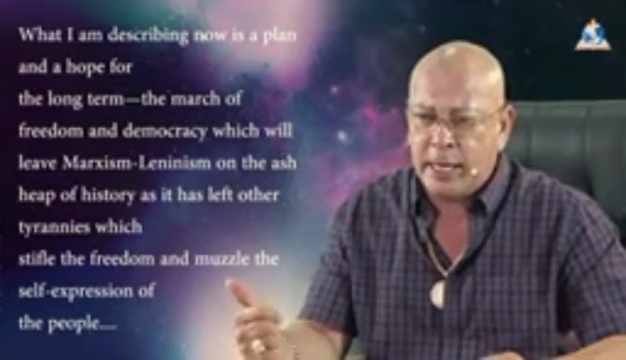 What I am describing now is a plan
and a hope for
the long term—the march of
freedom and democracy which will
leave Marxism-Leninism on the ash
heap of history as it has left other
tyrannies which
stifle the freedom and muzzle the
self-expression of
the people....